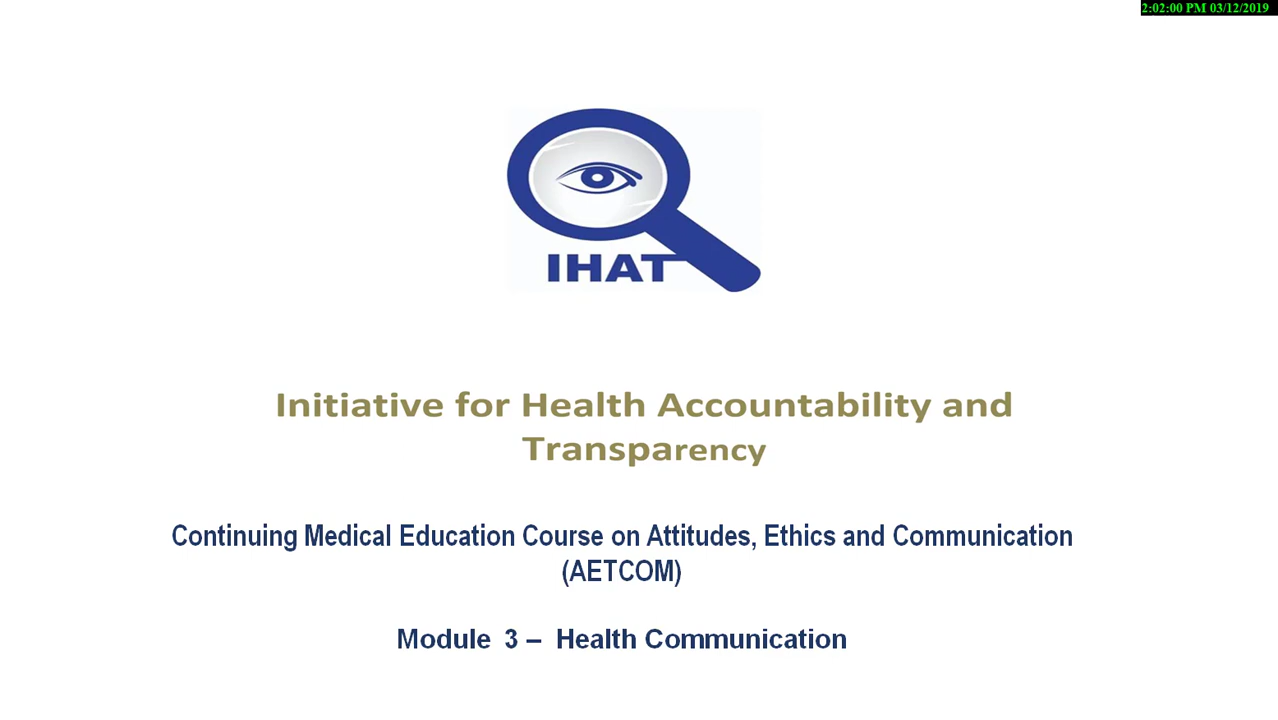 2:02:00 PM 03/12/2019
IHAT
Initiative for Health Accountability and
Transparency
Continuing Medical Education Course on Attitudes, Ethics and Communication
(AETCOM)
Module 3 – Health Communication